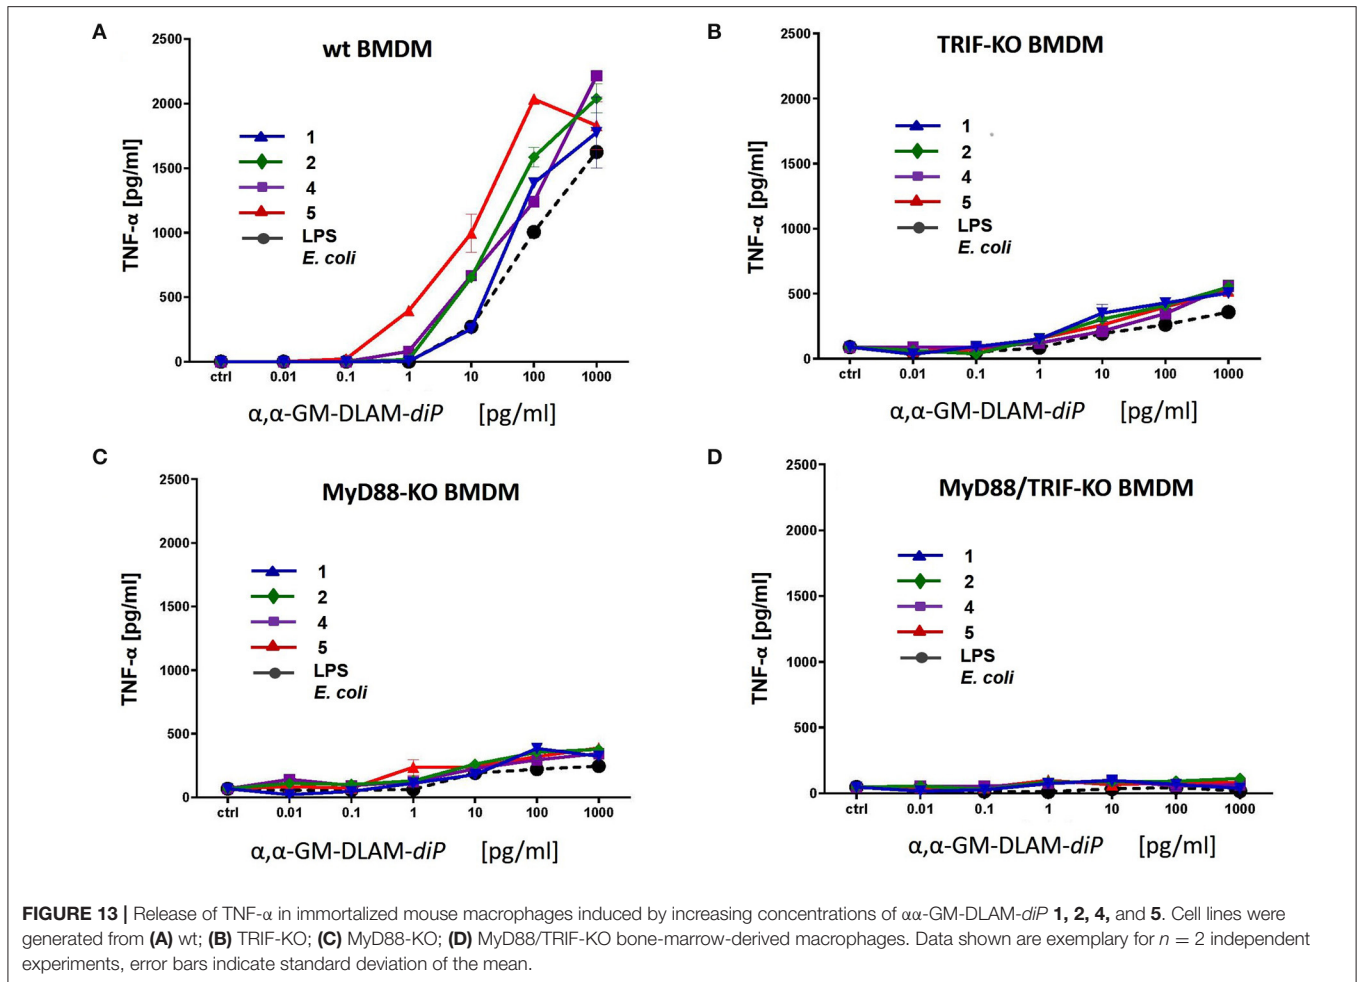 A
wt BMDM
TNF-α [pg/ml]
2500
2000
1500
1000
500
0
1
2
4
5
LPS
E. coli
ctrl 0.01 0.1 1 10 100 1000
α,α-GM-DLAM-diP [pg/ml]
B
TRIF-KO BMDM
TNF-α [pg/ml]
2500
2000
1500
1000
500
0
1
2
4
5
LPS
E. coli
ctrl 0.01 0.1 1 10 100 1000
α,α-GM-DLAM-diP [pg/ml]
C
MyD88-KO BMDM
TNF-α [pg/ml]
2500
2000
1500
1000
500
0
1
2
4
5
LPS
E. coli
ctrl 0.01 0.1 1 10 100 1000
α,α-GM-DLAM-diP [pg/ml]
D
MyD88/TRIF-KO BMDM
TNF-α [pg/ml]
2500
2000
1500
1000
500
0
1
2
4
5
LPS
E. coli
ctrl 0.01 0.1 1 10 100 1000
α,α-GM-DLAM-diP [pg/ml]
FIGURE 13 | Release of TNF-α in immortalized mouse macrophages induced by increasing concentrations of αα-GM-DLAM-diP 1, 2, 4, and 5. Cell lines were
generated from (A) wt; (B) TRIF-KO; (C) MyD88-KO; (D) MyD88/TRIF-KO bone-marrow-derived macrophages. Data shown are exemplary for n = 2 independent
experiments, error bars indicate standard deviation of the mean.